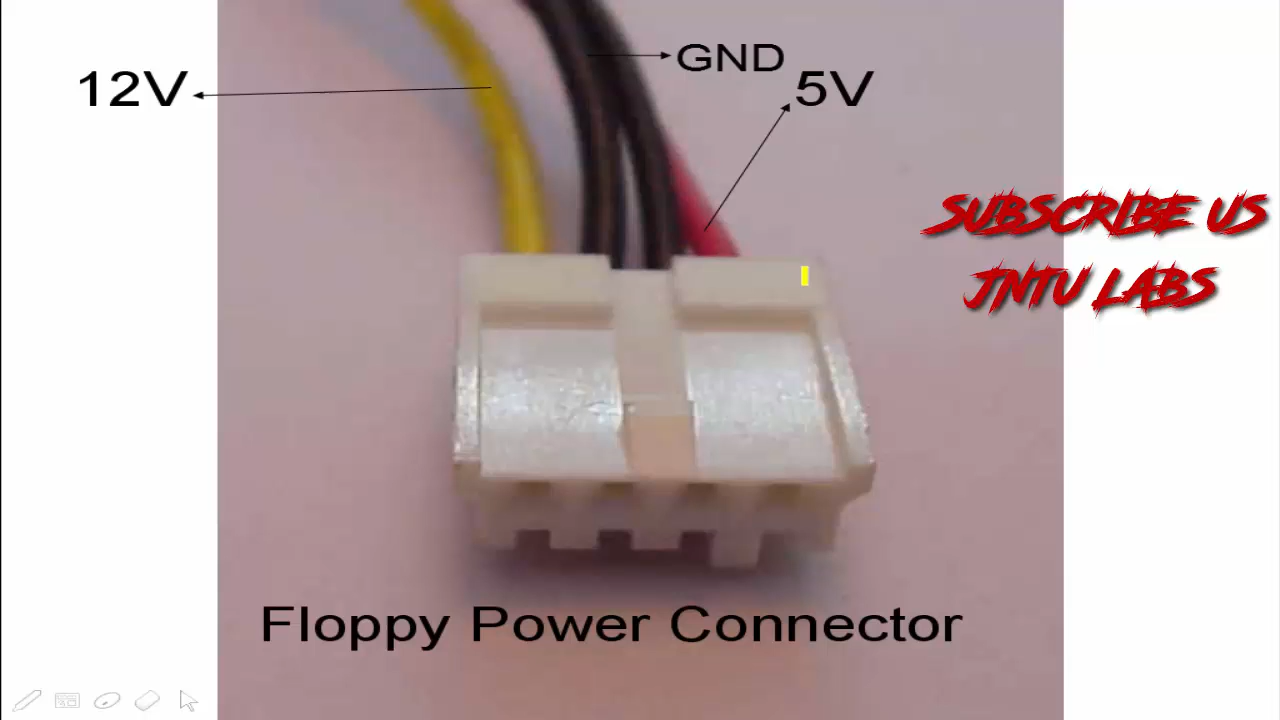 GND
12V
5V
SUBSCRIBE US
JNTU LABS
Floppy Power Connector